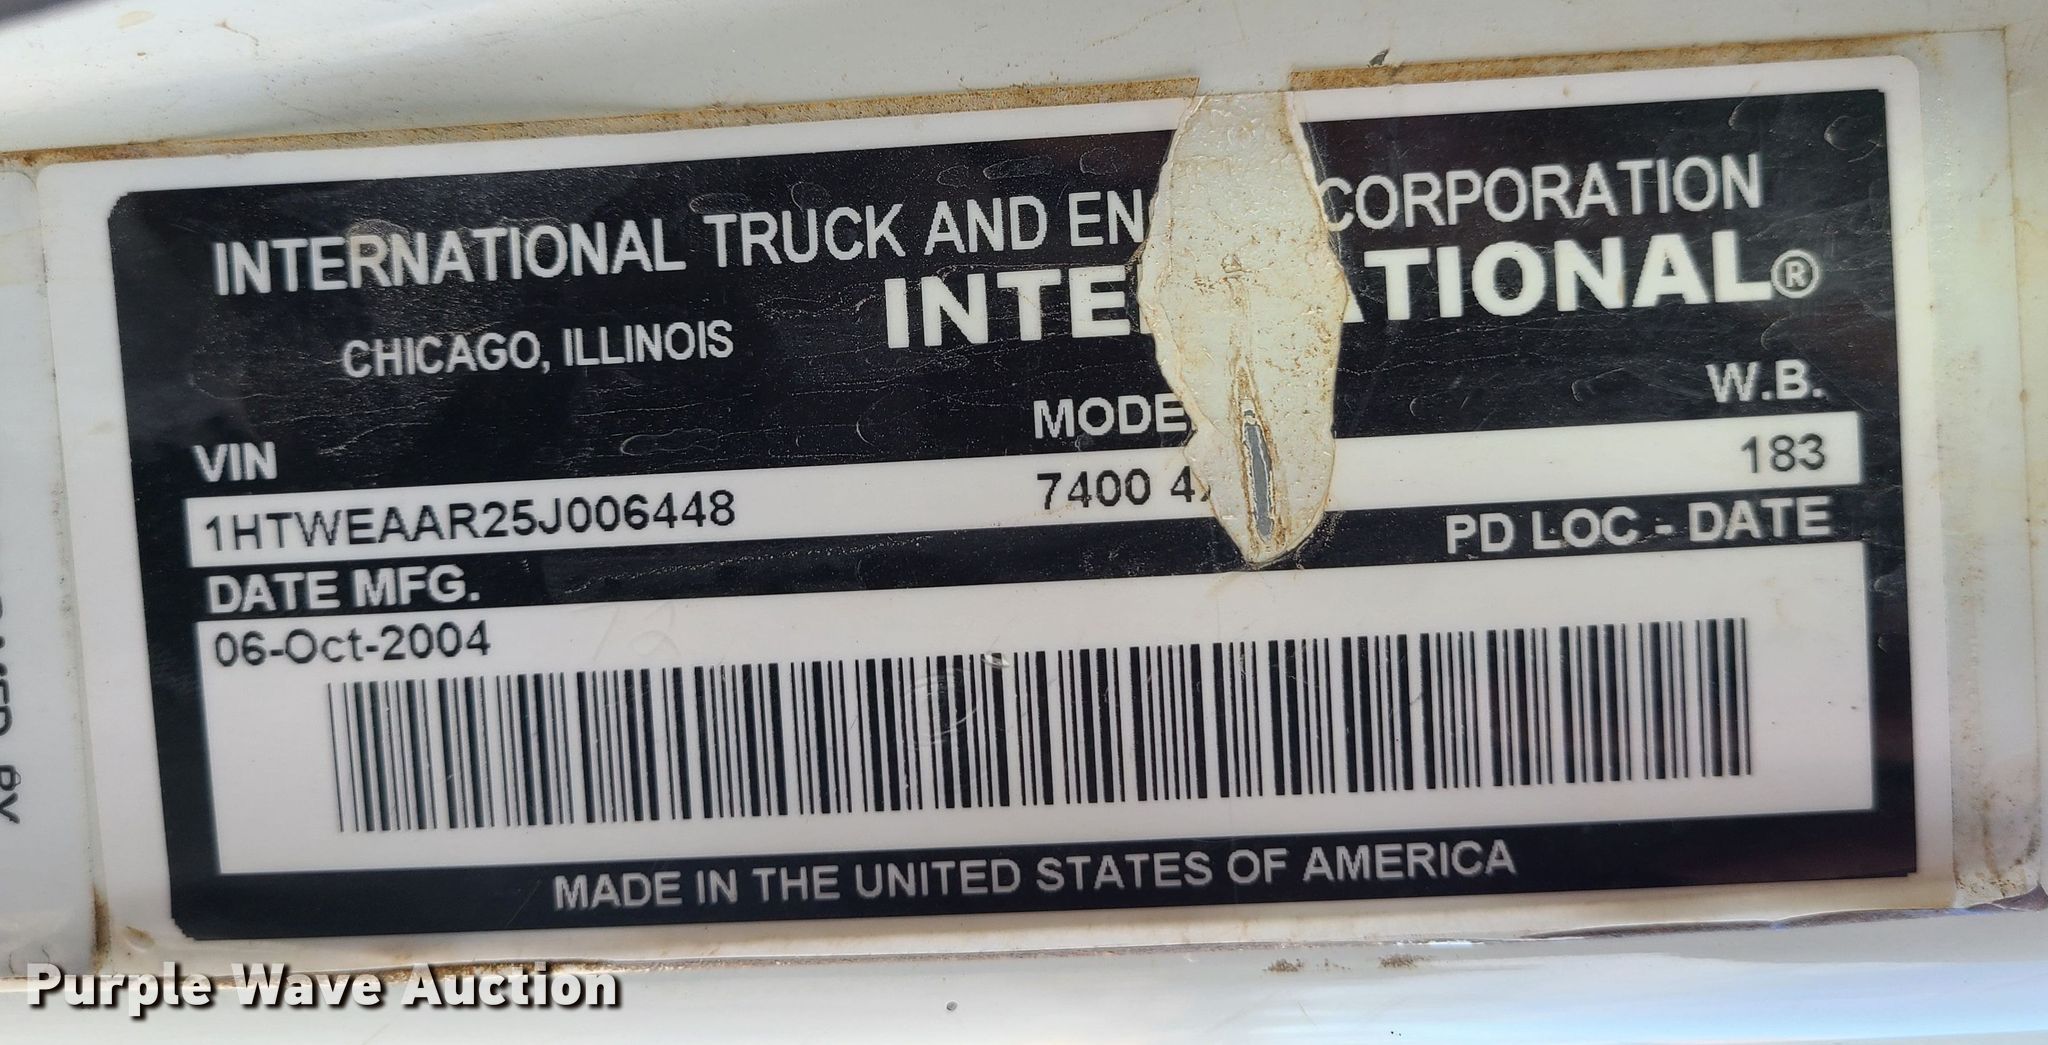 INTERNATIONAL TRUCK AND EN CORPORATION
CHICAGO, ILLINOIS
INTE TIONAL®
VIN MODE W.B.
1HTWEAAR25J006448 7400 4 183
DATE MFG. PD LOC - DATE
06-Oct-2004
MADE IN THE UNITED STATES OF AMERICA
Purple Wave Auction